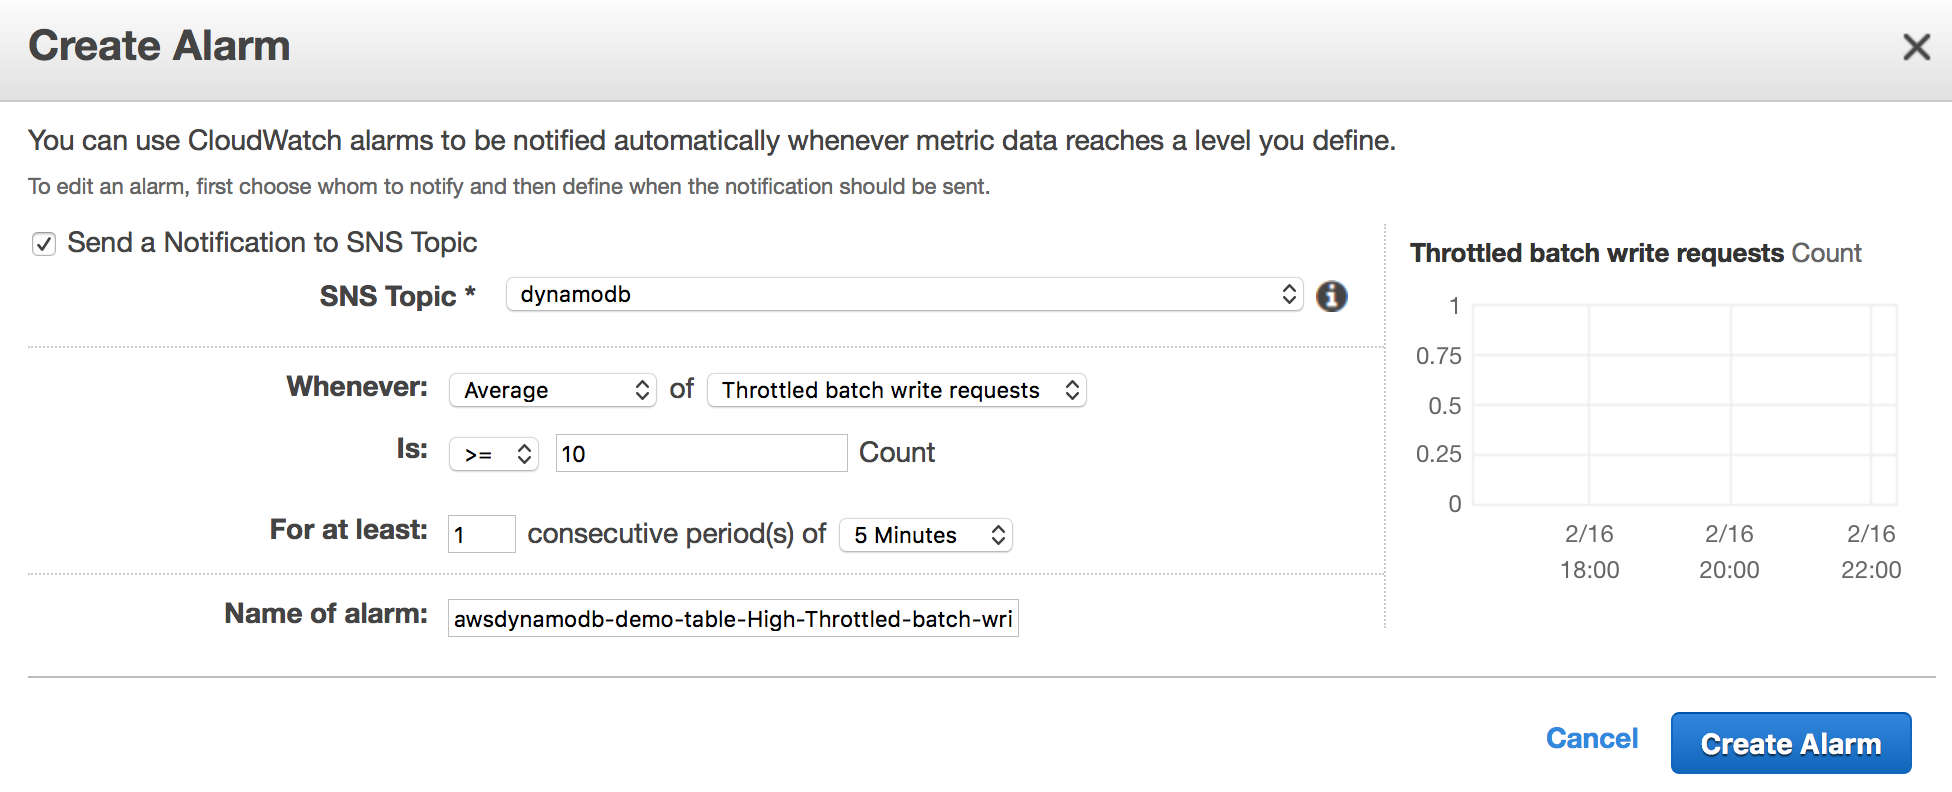 Create Alarm
You can use CloudWatch alarms to be notified automatically whenever metric data reaches a level you define.
To edit an alarm, first choose whom to notify and then define when the notification should be sent.
Send a Notification to SNS Topic
SNS Topic * dynamodb
Whenever: Average of Throttled batch write requests
Is: >= 10 Count
For at least: 1 consecutive period(s) of 5 Minutes
Name of alarm: awsdynamodb-demo-table-High-Throttled-batch-wri
Throttled batch write requests Count
1
0.75
0.5
0.25
0
2/16 2/16 2/16
18:00 20:00 22:00
Cancel Create Alarm